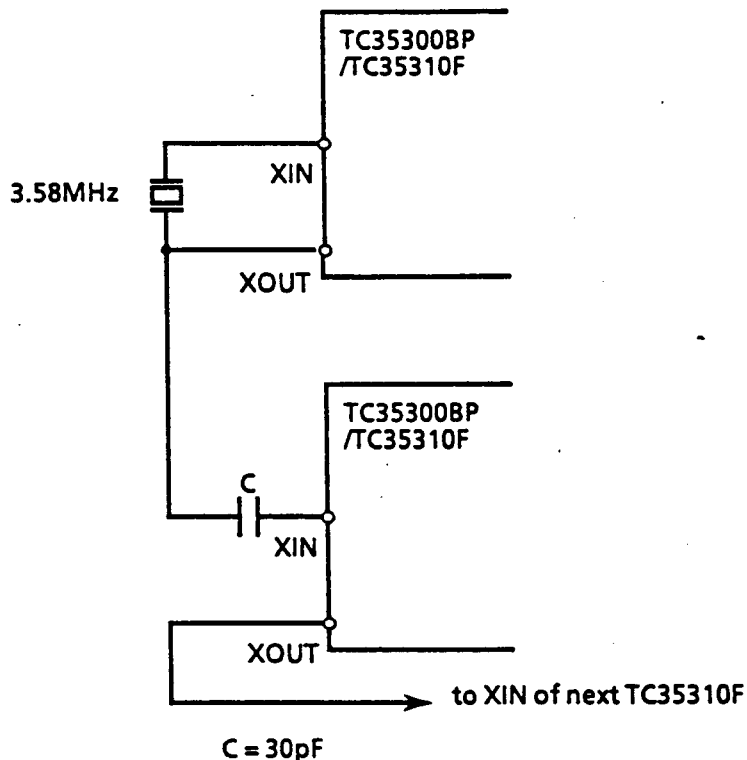 TC35300BP
/TC35310F
XIN
3.58MHz
XOUT
TC35300BP
/TC35310F
C
XIN
XOUT
to XIN of next TC35310F
C = 30pF